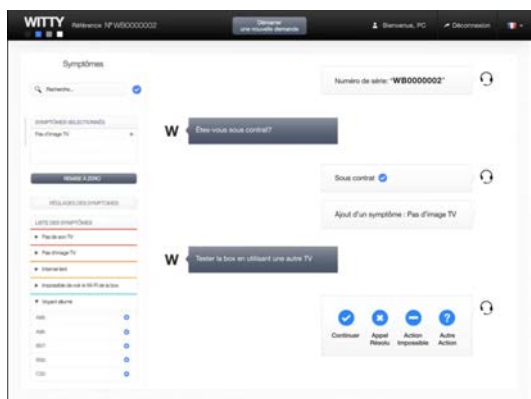 WITTY
Référence N° WB0000002
Démarrer
une nouvelle demande
Bienvenue, PC
Déconnexion
Symptômes
Recherche...
SYMPTÔMES SÉLECTIONNÉS
Pas d'image TV
REMISE À ZÉRO
RÉGLAGES DES SYMPTÔMES
LISTE DES SYMPTÔMES
Pas de son TV
Pas d'image TV
Internet lent
Impossible de voir le Wi-Fi de la box
Voyant allumé
Numéro de série: "WB0000002"
W
Êtes-vous sous contrat?
Sous contrat
Ajout d'un symptôme : Pas d'image TV
W
Tester la box en utilisant une autre TV
Continuer
Appel
Résolu
Action
Impossible
Autre
Action